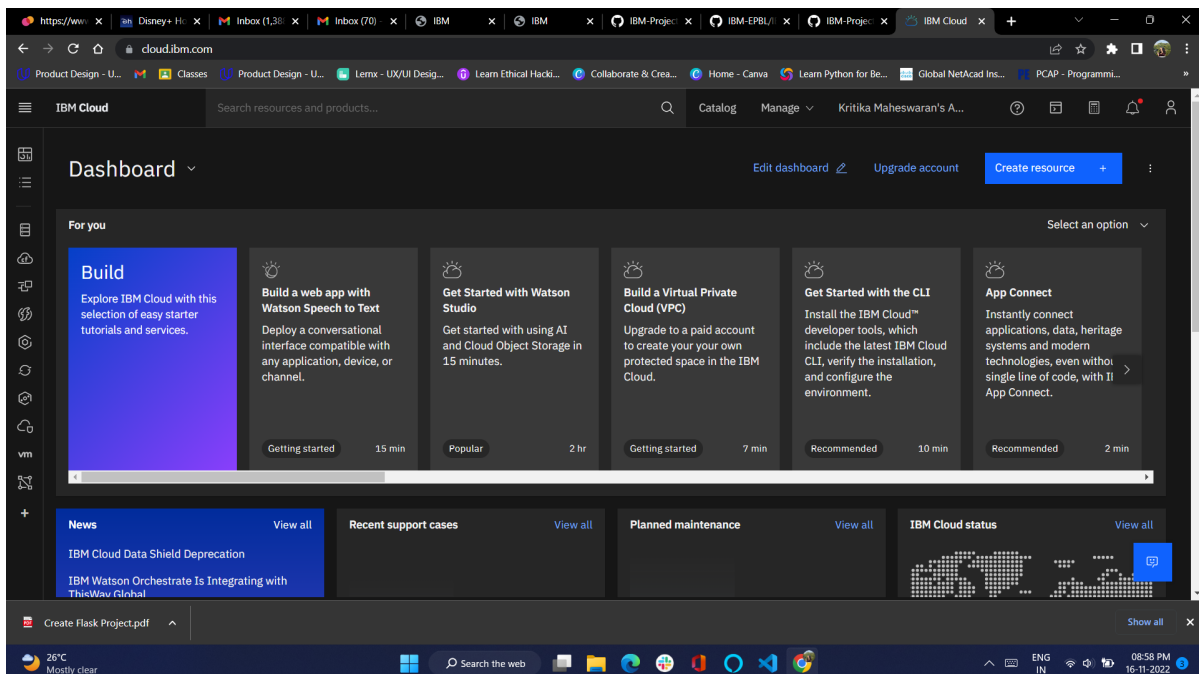 https://www
Disney+ Ho
Inbox (1,38
Inbox (70) -
IBM
IBM
IBM-Project
IBM-EPBL/I
IBM-Project
IBM Cloud
cloud.ibm.com
Product Design - U...
Classes
Product Design - U...
Lernx - UX/UI Desig...
Learn Ethical Hacki...
Collaborate & Crea...
Home - Canva
Learn Python for Be...
Global NetAcad Ins...
PCAP - Programmi...
»
IBM Cloud
Search resources and products...
Catalog
Manage
Kritika Maheswaran's A...
Dashboard
Edit dashboard
Upgrade account
Create resource +
For you
Select an option
Build
Explore IBM Cloud with this
selection of easy starter
tutorials and services.
Build a web app with
Watson Speech to Text
Deploy a conversational
interface compatible with
any application, device, or
channel.
Getting started 15 min
Get Started with Watson
Studio
Get started with using AI
and Cloud Object Storage in
15 minutes.
Popular 2 hr
Build a Virtual Private
Cloud (VPC)
Upgrade to a paid account
to create your your own
protected space in the IBM
Cloud.
Getting started 7 min
Get Started with the CLI
Install the IBM Cloud™
developer tools, which
include the latest IBM Cloud
CLI, verify the installation,
and configure the
environment.
Recommended 10 min
App Connect
Instantly connect
applications, data, heritage
systems and modern
technologies, even withou
single line of code, with I
App Connect.
Recommended 2 min
vm
News View all
IBM Cloud Data Shield Deprecation
IBM Watson Orchestrate Is Integrating with
ThisWay Global
Recent support cases View all
Planned maintenance View all
IBM Cloud status View all
Create Flask Project.pdf
Show all
26°C
Mostly clear
Search the web
ENG
IN
08:58 PM
16-11-2022
3